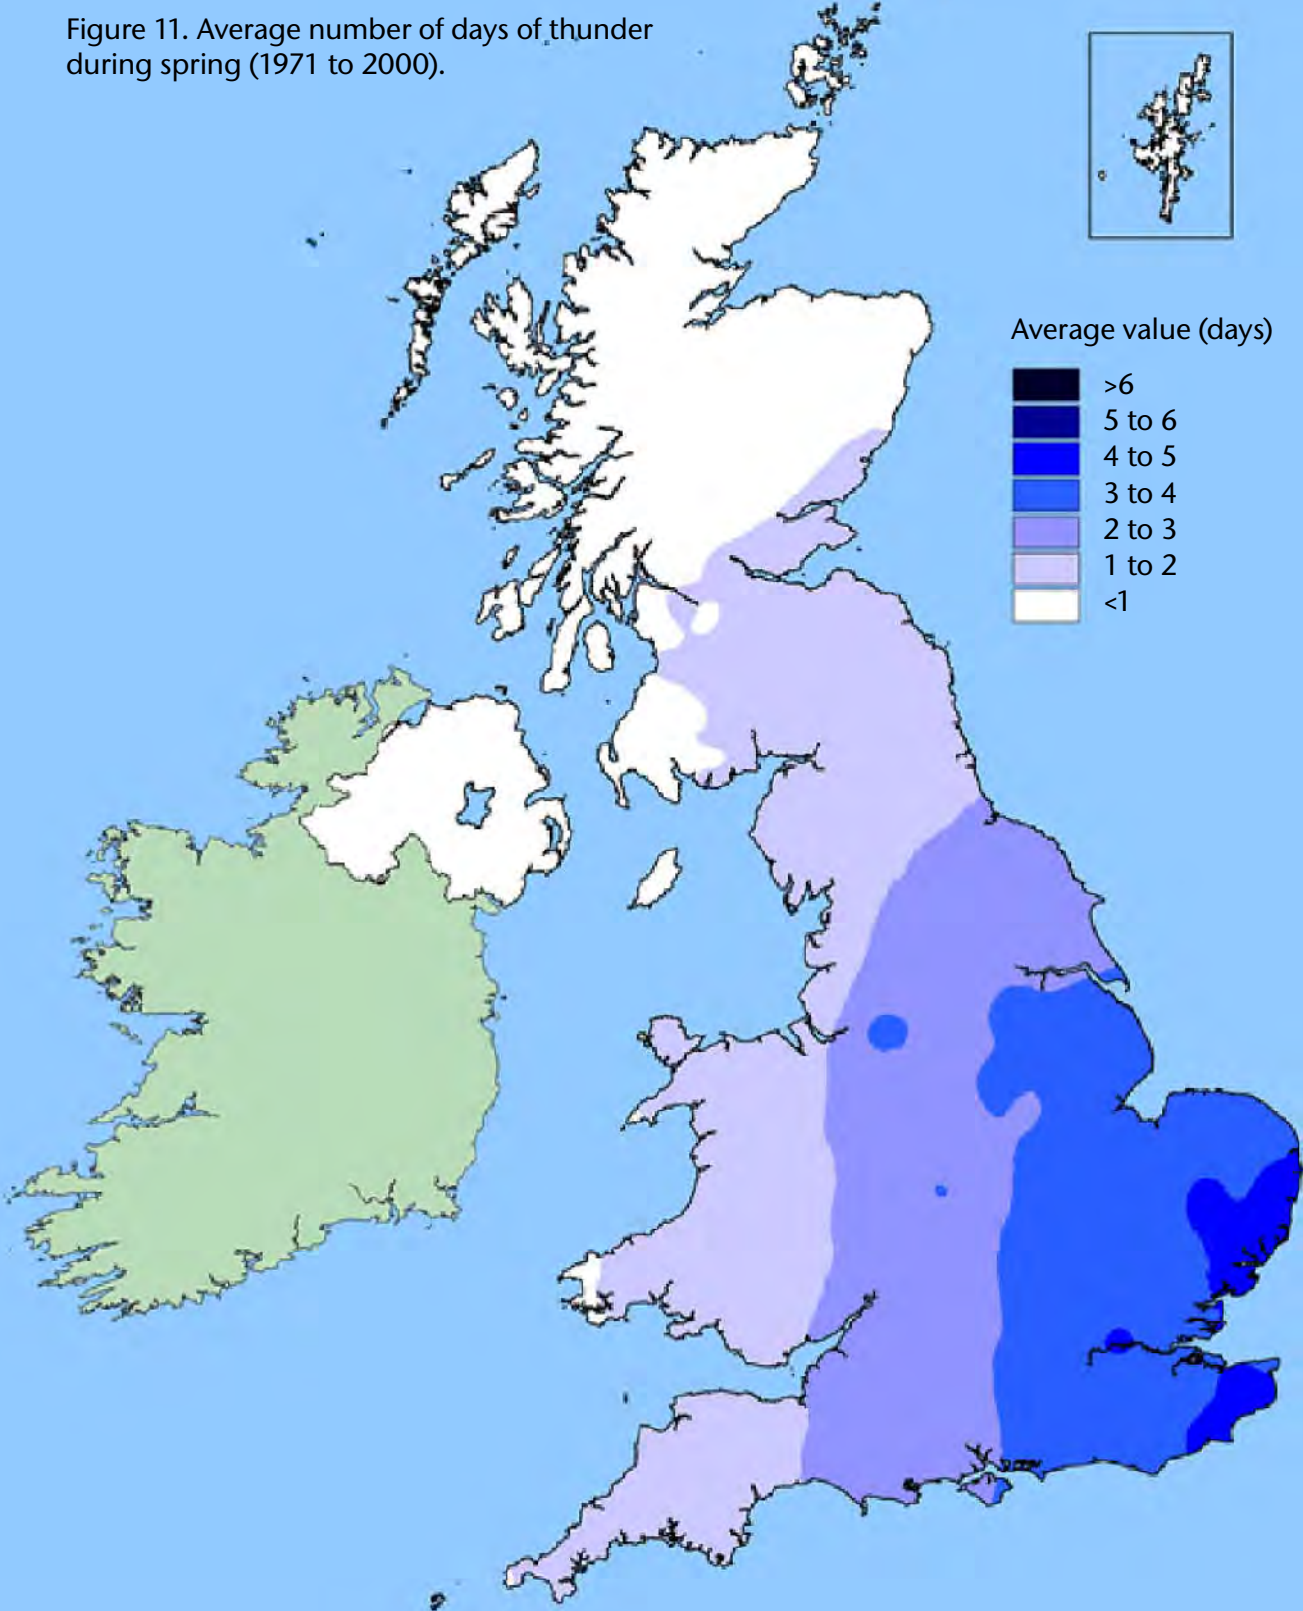 Figure 11. Average number of days of thunder
during spring (1971 to 2000).
Average value (days)
>6
5 to 6
4 to 5
3 to 4
2 to 3
1 to 2
<1